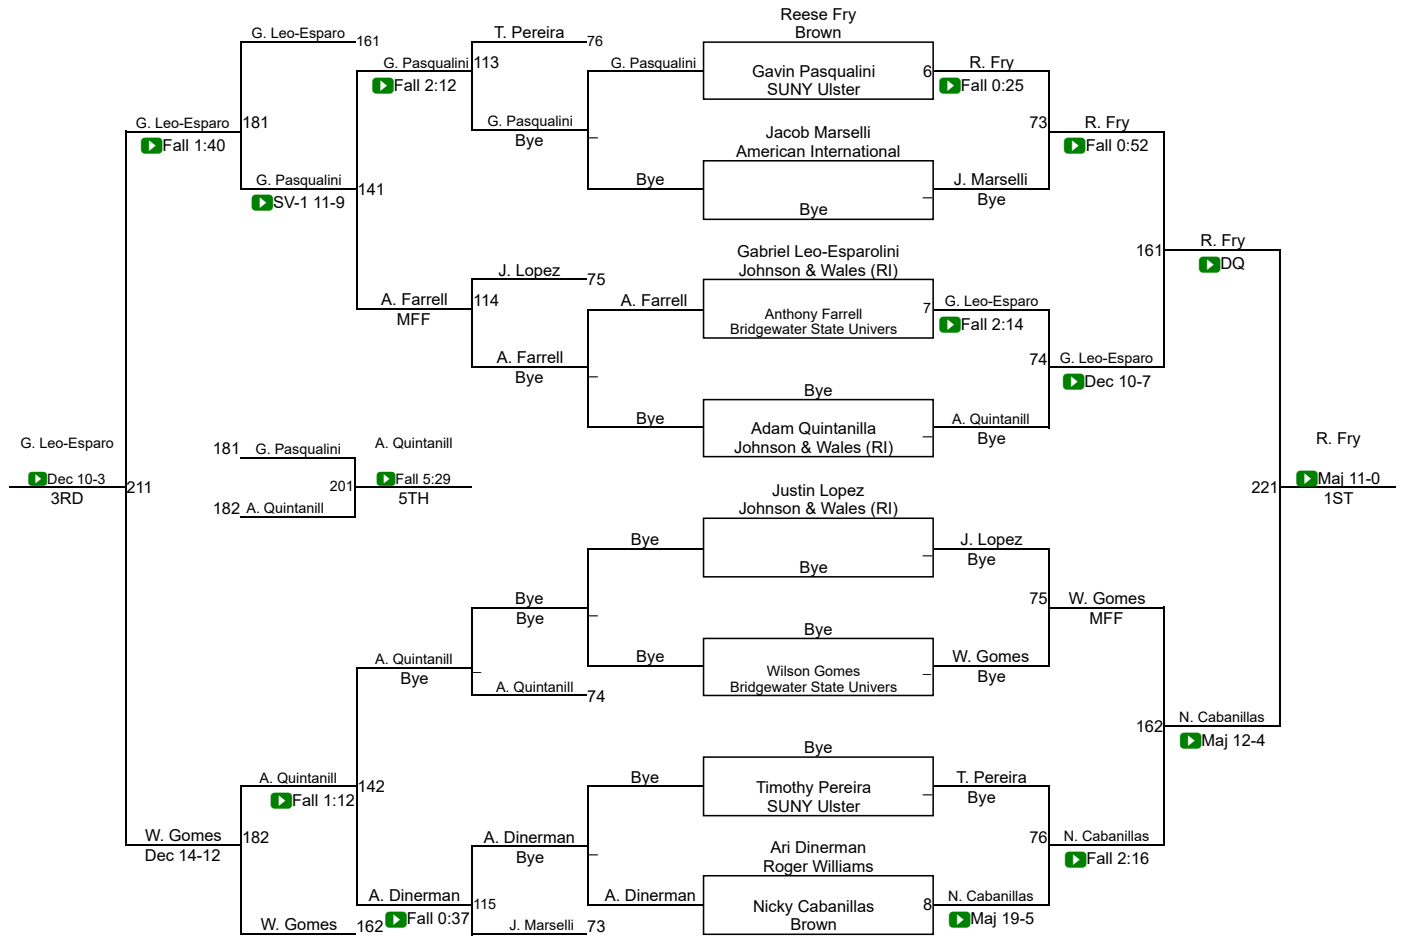 Reese Fry
Brown
G. Leo-Esparo
161
T. Pereira
76
G. Pasqualini
113
G. Pasqualini
Gavin Pasqualini
SUNY Ulster
6
R. Fry
Fall 2:12
Fall 0:25
G. Leo-Esparo
181
G. Pasqualini
Bye
Jacob Marselli
American International
73
R. Fry
Fall 1:40
Fall 0:52
G. Pasqualini
141
SV-1 11-9
Bye
Bye
J. Marselli
Bye
Gabriel Leo-Esparolini
Johnson & Wales (RI)
161
R. Fry
DQ
J. Lopez
75
A. Farrell
114
MFF
A. Farrell
Anthony Farrell
Bridgewater State Univers
7
G. Leo-Esparo
Fall 2:14
A. Farrell
Bye
74
G. Leo-Esparo
Dec 10-7
Bye
Bye
Adam Quintanilla
Johnson & Wales (RI)
A. Quintanill
Bye
G. Leo-Esparo
Dec 10-3
3RD
211
181
G. Pasqualini
A. Quintanill
201
Fall 5:29
5TH
182
A. Quintanill
R. Fry
221
Maj 11-0
1ST
Justin Lopez
Johnson & Wales (RI)
Bye
Bye
J. Lopez
Bye
Bye
Bye
75
W. Gomes
MFF
Bye
A. Quintanill
Bye
Bye
Wilson Gomes
Bridgewater State Univers
W. Gomes
Bye
A. Quintanill
74
162
N. Cabanillas
Maj 12-4
Bye
A. Quintanill
142
Fall 1:12
Bye
Timothy Pereira
SUNY Ulster
T. Pereira
Bye
W. Gomes
182
Dec 14-12
A. Dinerman
Bye
Ari Dinerman
Roger Williams
76
N. Cabanillas
Fall 2:16
A. Dinerman
115
Fall 0:37
A. Dinerman
Nicky Cabanillas
Brown
8
N. Cabanillas
Maj 19-5
W. Gomes
162
J. Marselli
73